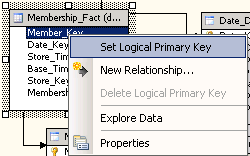 Membership_Fact (d...
Date_D
Member_Key
Date_Key
Store_Tim
Base_Time
Store_Key
Membersh
Set Logical Primary Key
New Relationship...
Delete Logical Primary Key
Explore Data
Properties